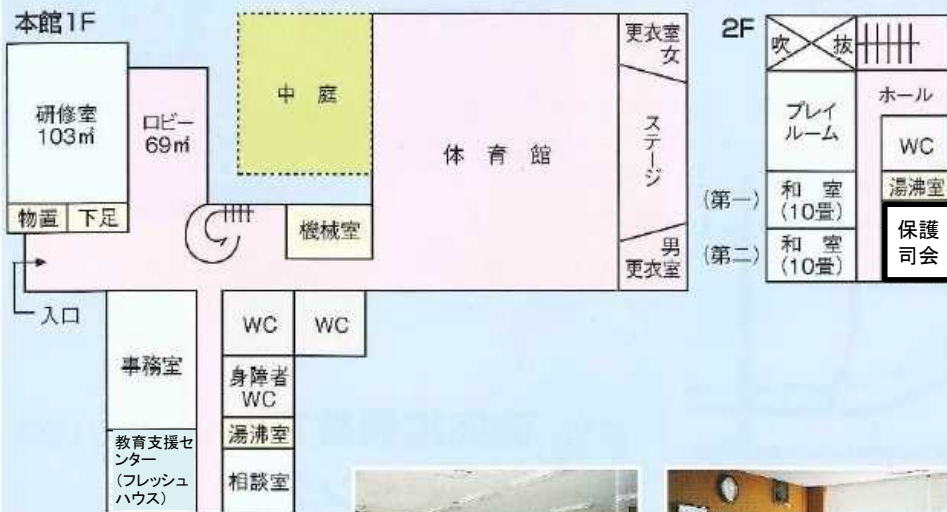 本館1F
研修室
103㎡
ロビー
69㎡
物置
下足
入口
中庭
機械室
体育館
更衣室
女
ステージ
男
更衣室
事務室
教育支援セ
ンター
(フレッシュ
ハウス)
WC
WC
身障者
WC
湯沸室
相談室
2F
吹 抜
プレイ
ルーム
ホール
WC
湯沸室
(第一)
和室
(10畳)
(第二)
和室
(10畳)
保護
司会